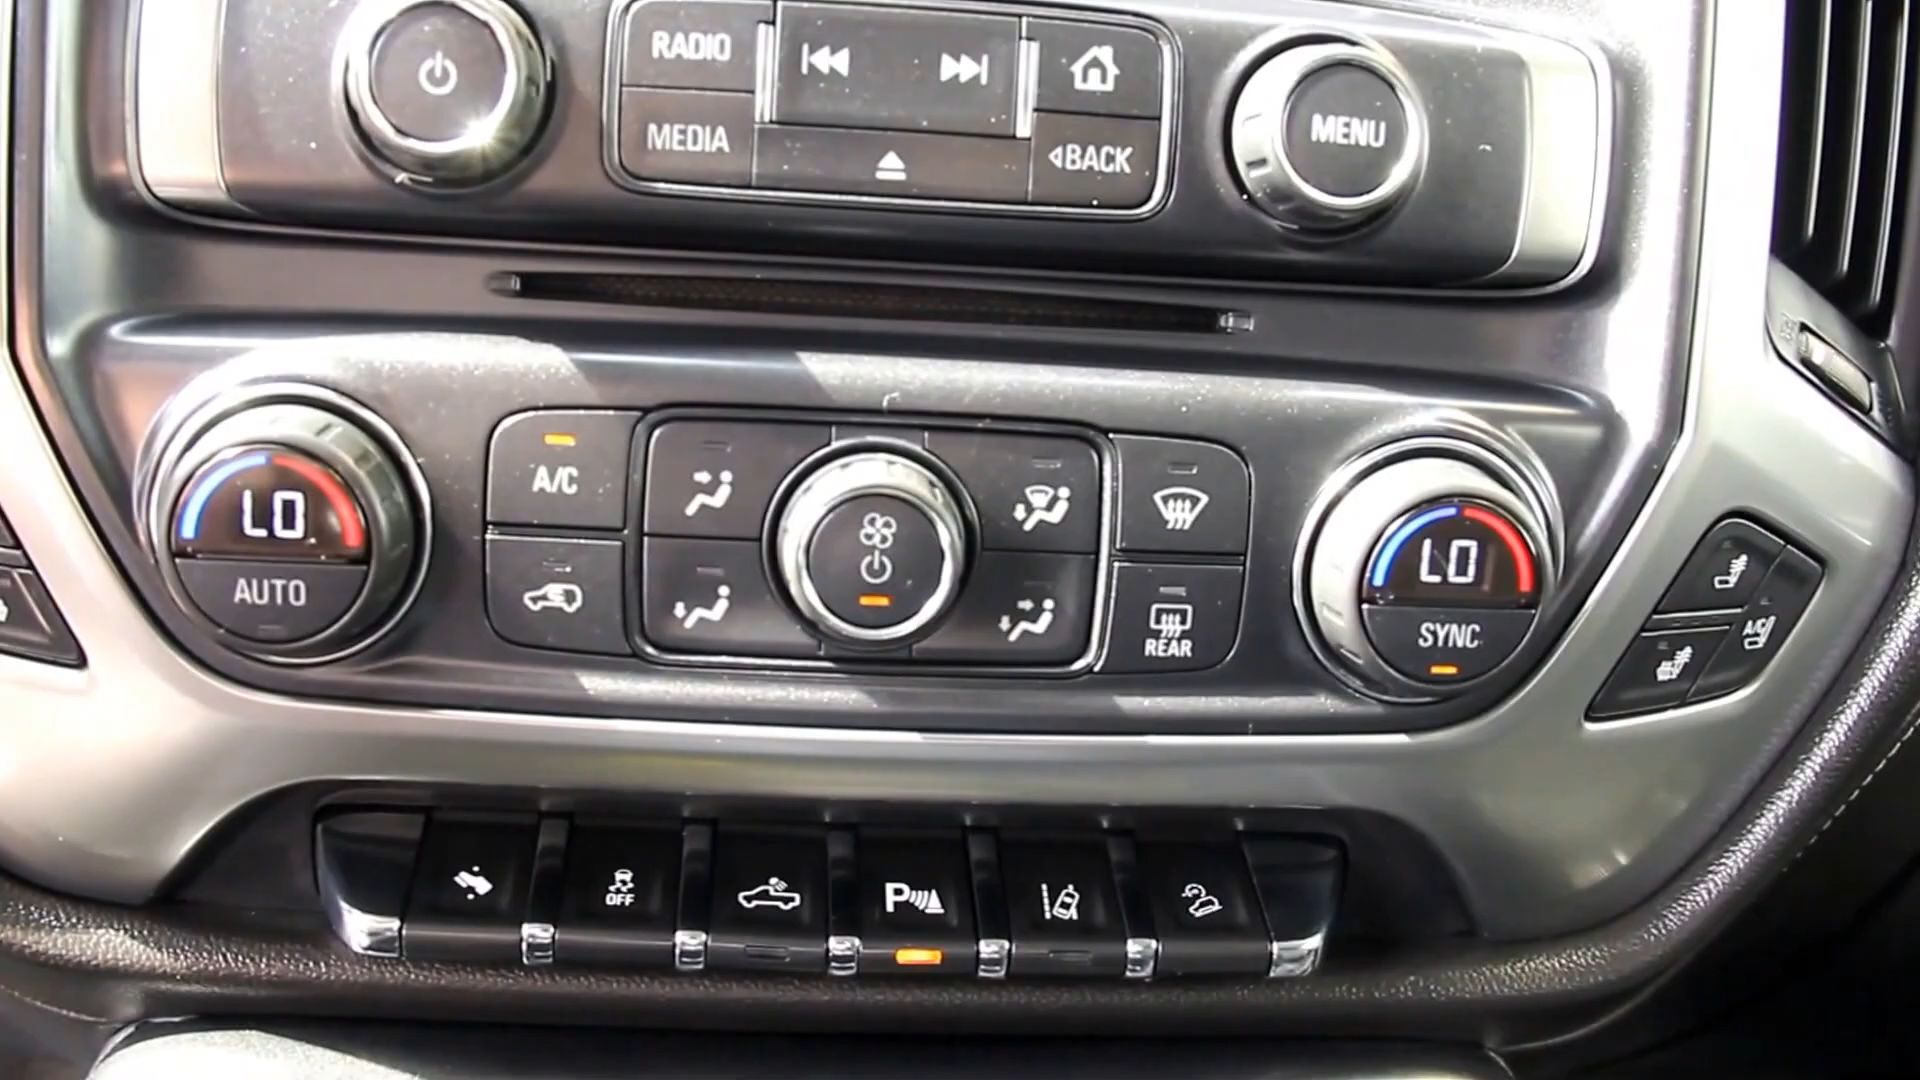 RADIO
MEDIA
BACK
MENU
LO
AUTO
A/C
REAR
LO
SYNC
A/C
OFF
P